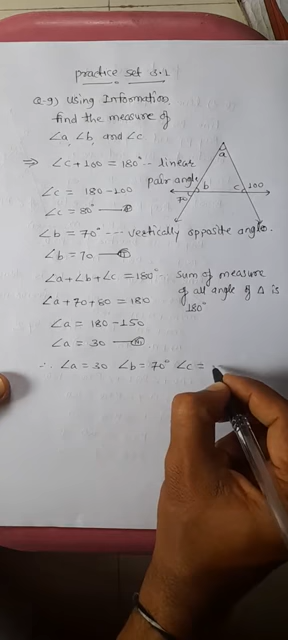 practice set 3.1
Q-9) Using Information
find the measure of
∠a, ∠b, and ∠c
⇒ ∠c + 100 = 180° -- linear
pair angle
∠c = 180 - 100
∠c = 80°
∠b = 70° --- vertically opposite angle.
∠b = 70
∠a + ∠b + ∠c = 180° -- sum of measure
of all angle of Δ is
180°
∠a + 70 + 80 = 180
∠a = 180 - 150
∠a = 30
∴ ∠a = 30 ∠b = 70° ∠c =
a
b
c
100
70